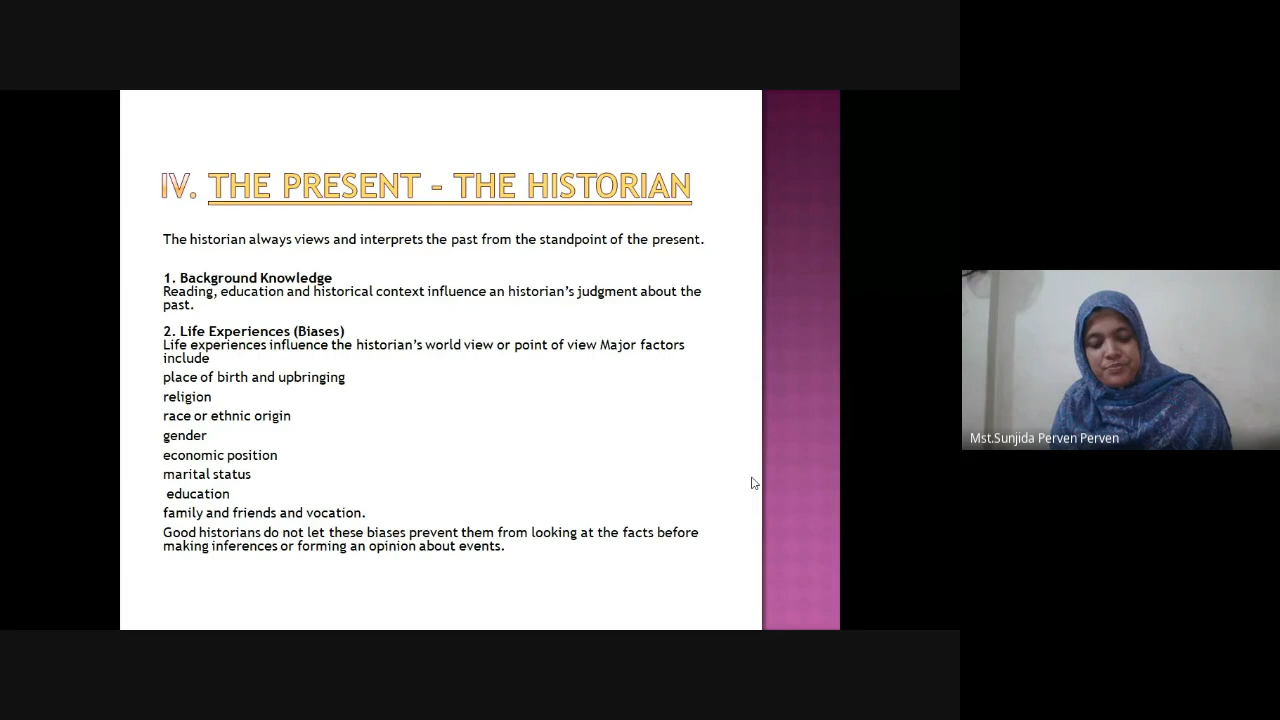 IV. THE PRESENT - THE HISTORIAN
The historian always views and interprets the past from the standpoint of the present.
1. Background Knowledge
Reading, education and historical context influence an historian's judgment about the
past.
2. Life Experiences (Biases)
Life experiences influence the historian's world view or point of view Major factors
include
place of birth and upbringing
religion
race or ethnic origin
gender
economic position
marital status
education
family and friends and vocation.
Good historians do not let these biases prevent them from looking at the facts before
making inferences or forming an opinion about events.
Mst.Sunjida Perven Perven